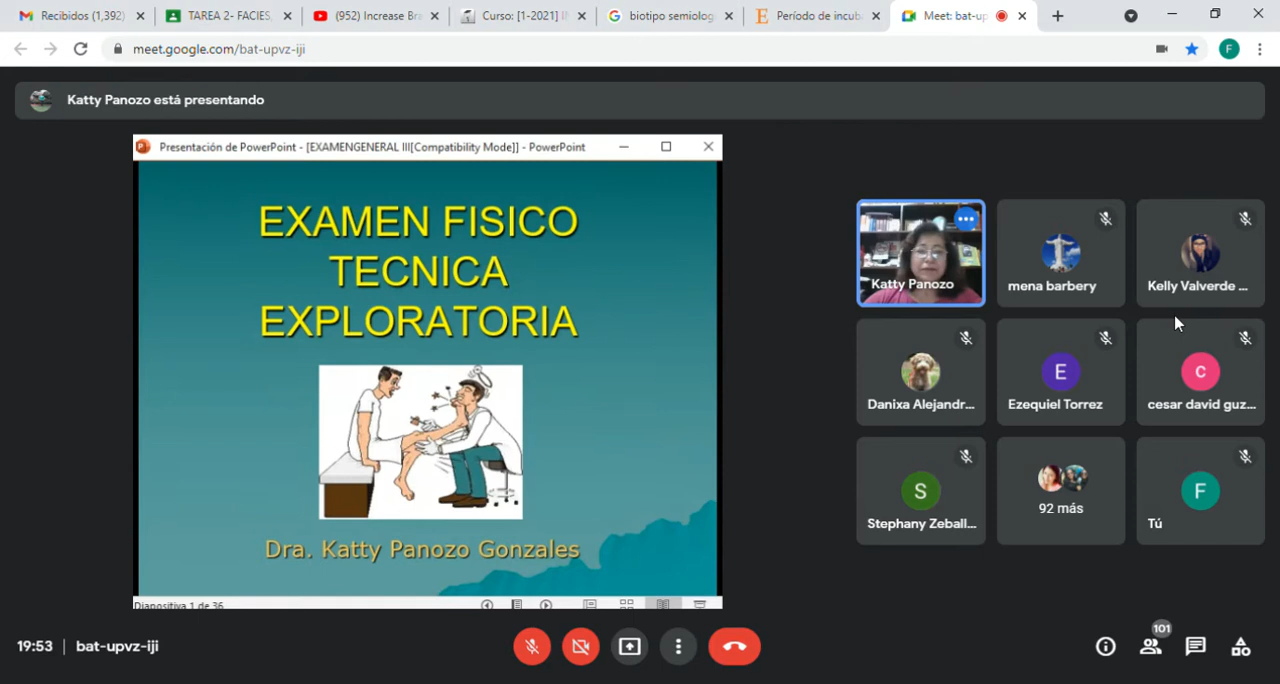 Recibidos (1,392)
TAREA 2- FACIES,
(952) Increase Bra
Curso: [1-2021] II
biotipo semiolog
Período de incub
Meet: bat-up
meet.google.com/bat-upvz-iji
F
Katty Panozo está presentando
Presentación de PowerPoint - [EXAMENGENERAL III[Compatibility Mode]] - PowerPoint
EXAMEN FISICO
TECNICA
EXPLORATORIA
Dra. Katty Panozo Gonzales
Diapositiva 1 de 36
Katty Panozo
mena barbery
Kelly Valverde ...
Danixa Alejandr...
E
Ezequiel Torrez
c
cesar david guz...
S
Stephany Zeball...
92 más
F
Tú
19:53 | bat-upvz-iji
101